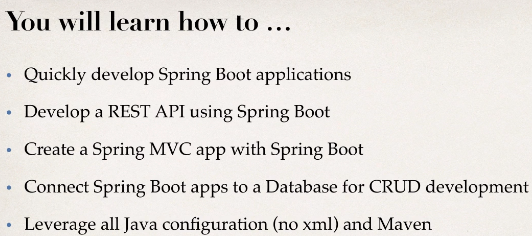 You will learn how to …
• Quickly develop Spring Boot applications
• Develop a REST API using Spring Boot
• Create a Spring MVC app with Spring Boot
• Connect Spring Boot apps to a Database for CRUD development
• Leverage all Java configuration (no xml) and Maven